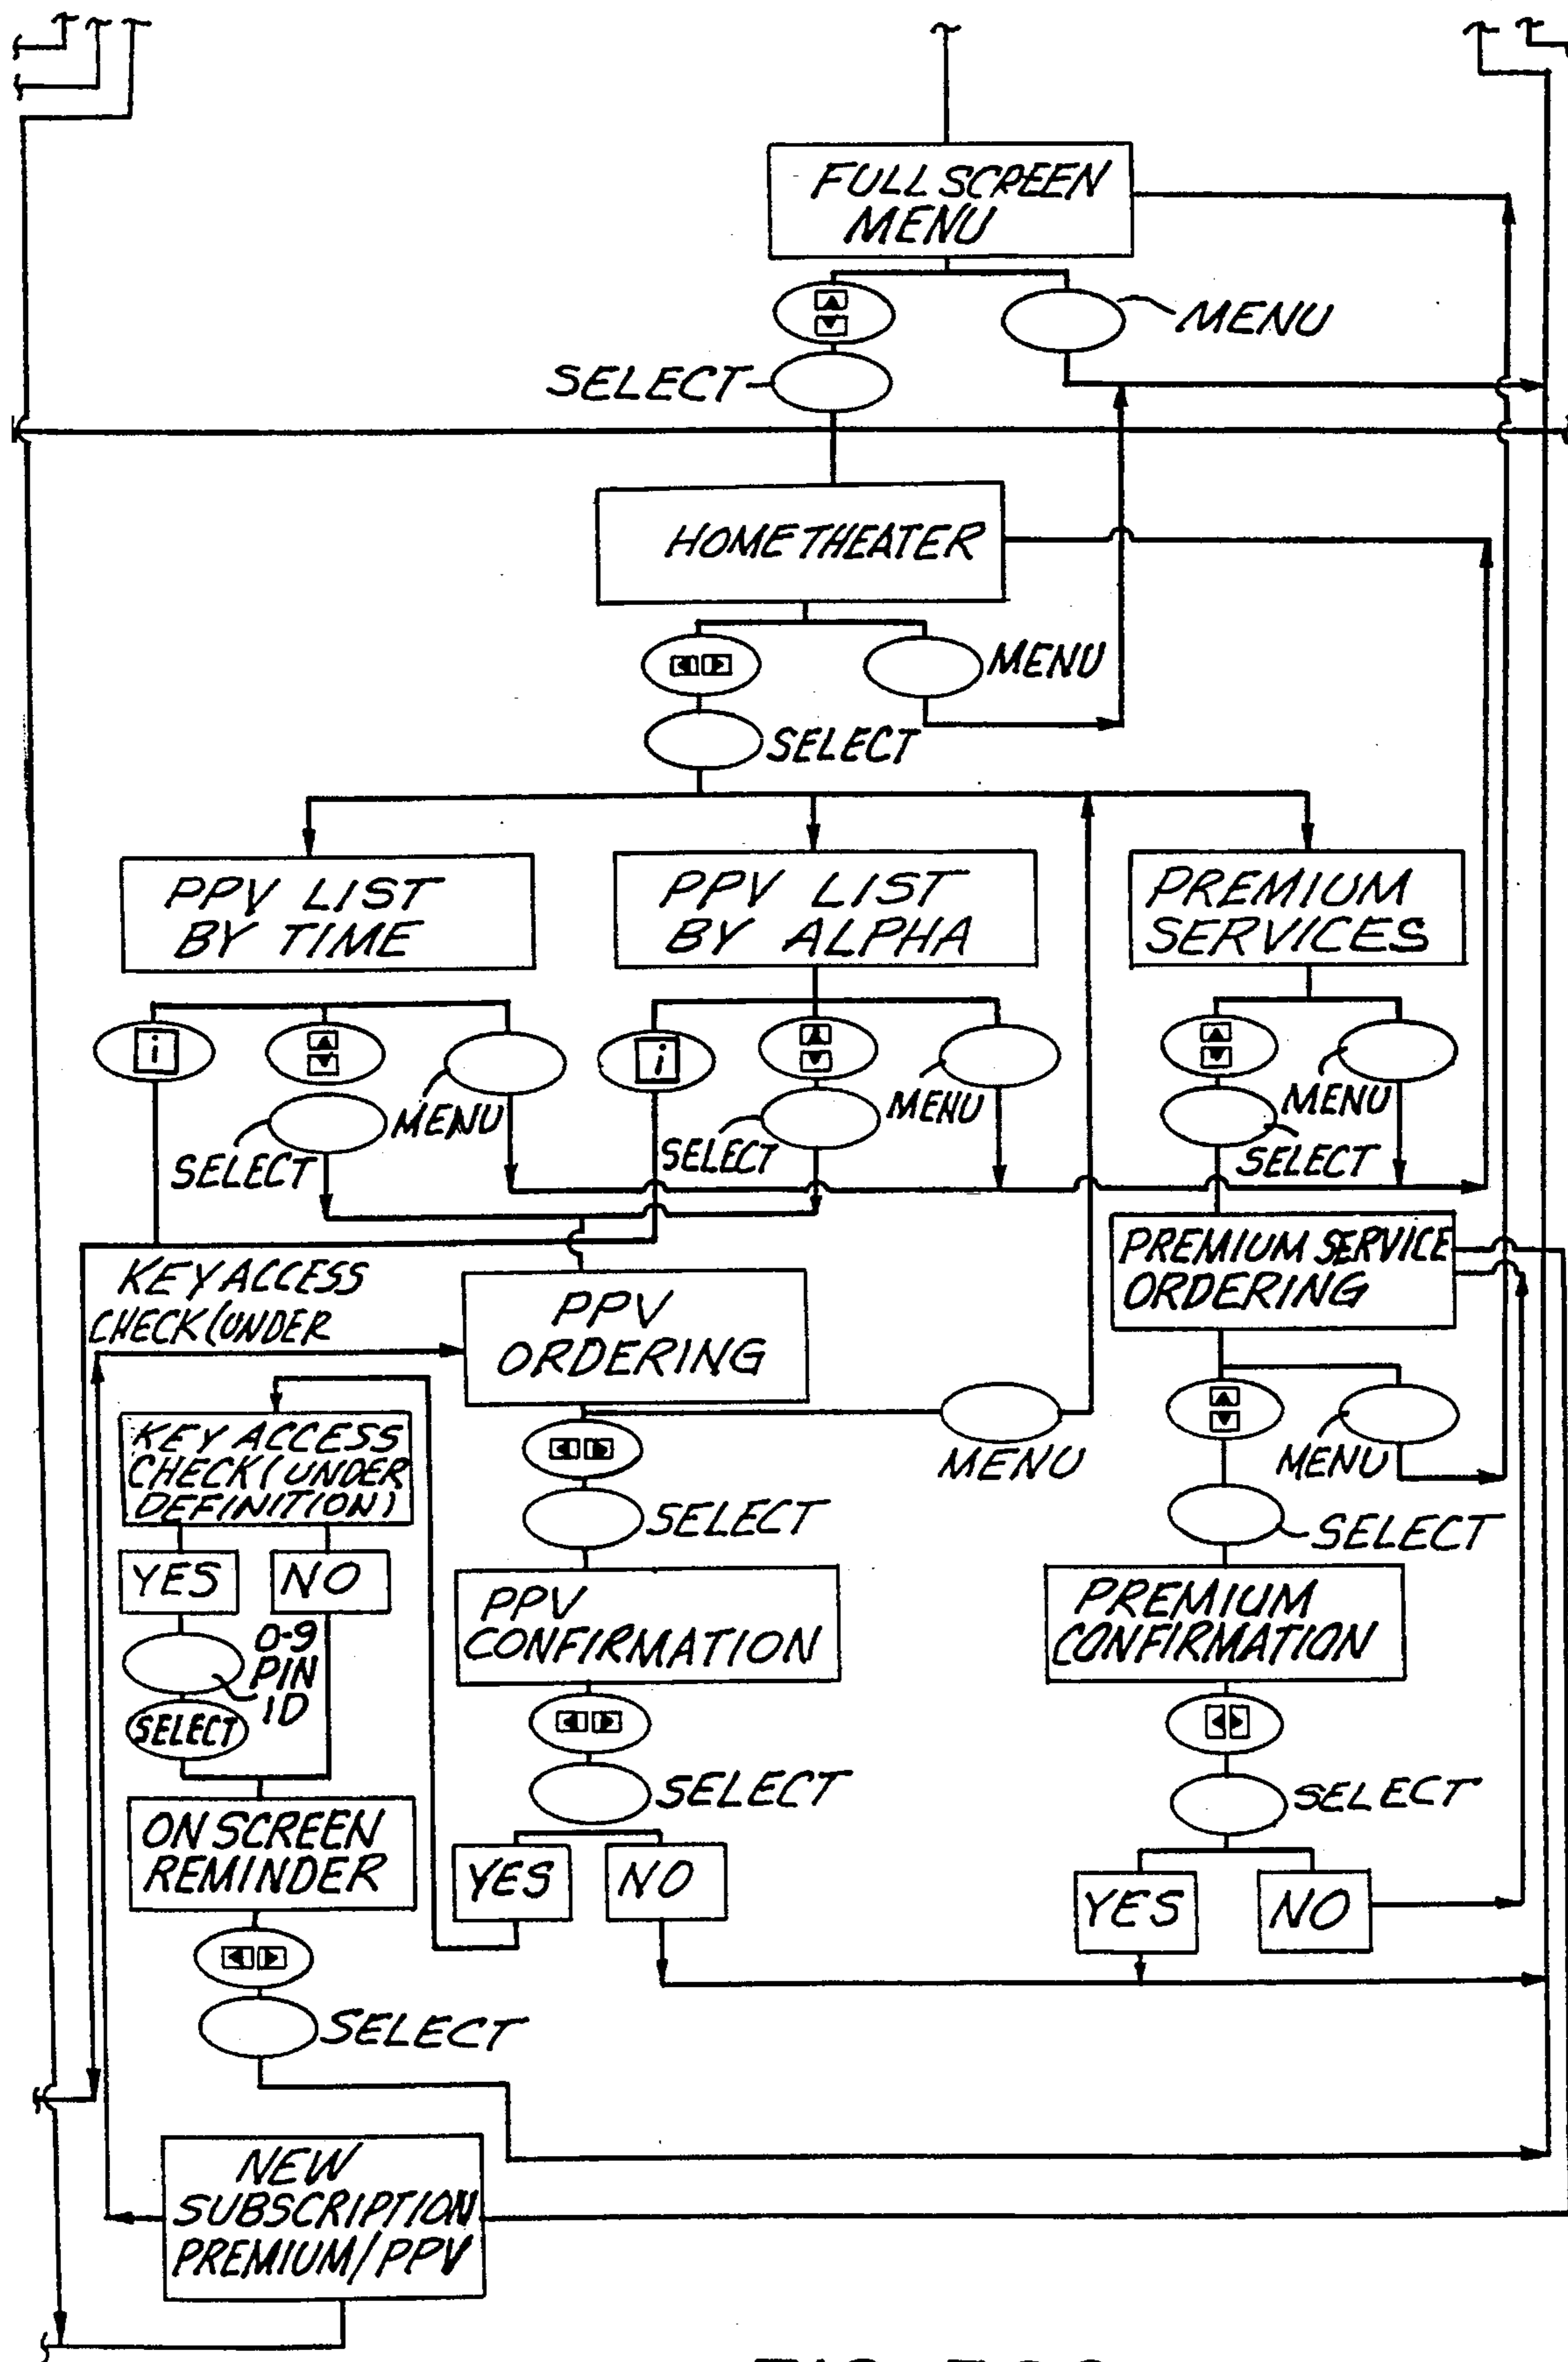 FULL SCREEN
MENU
MENU
SELECT
HOME THEATER
MENU
SELECT
PPV LIST
BY TIME
PPV LIST
BY ALPHA
PREMIUM
SERVICES
i
i
MENU
MENU
MENU
SELECT
SELECT
SELECT
KEY ACCESS
CHECK (UNDER
PPV
ORDERING
PREMIUM SERVICE
ORDERING
KEY ACCESS
CHECK (UNDER
DEFINITION)
MENU
MENU
SELECT
SELECT
YES
NO
PPV
CONFIRMATION
PREMIUM
CONFIRMATION
0-9
PIN
ID
SELECT
SELECT
SELECT
ON SCREEN
REMINDER
YES
NO
YES
NO
SELECT
NEW
SUBSCRIPTION
PREMIUM/PPV